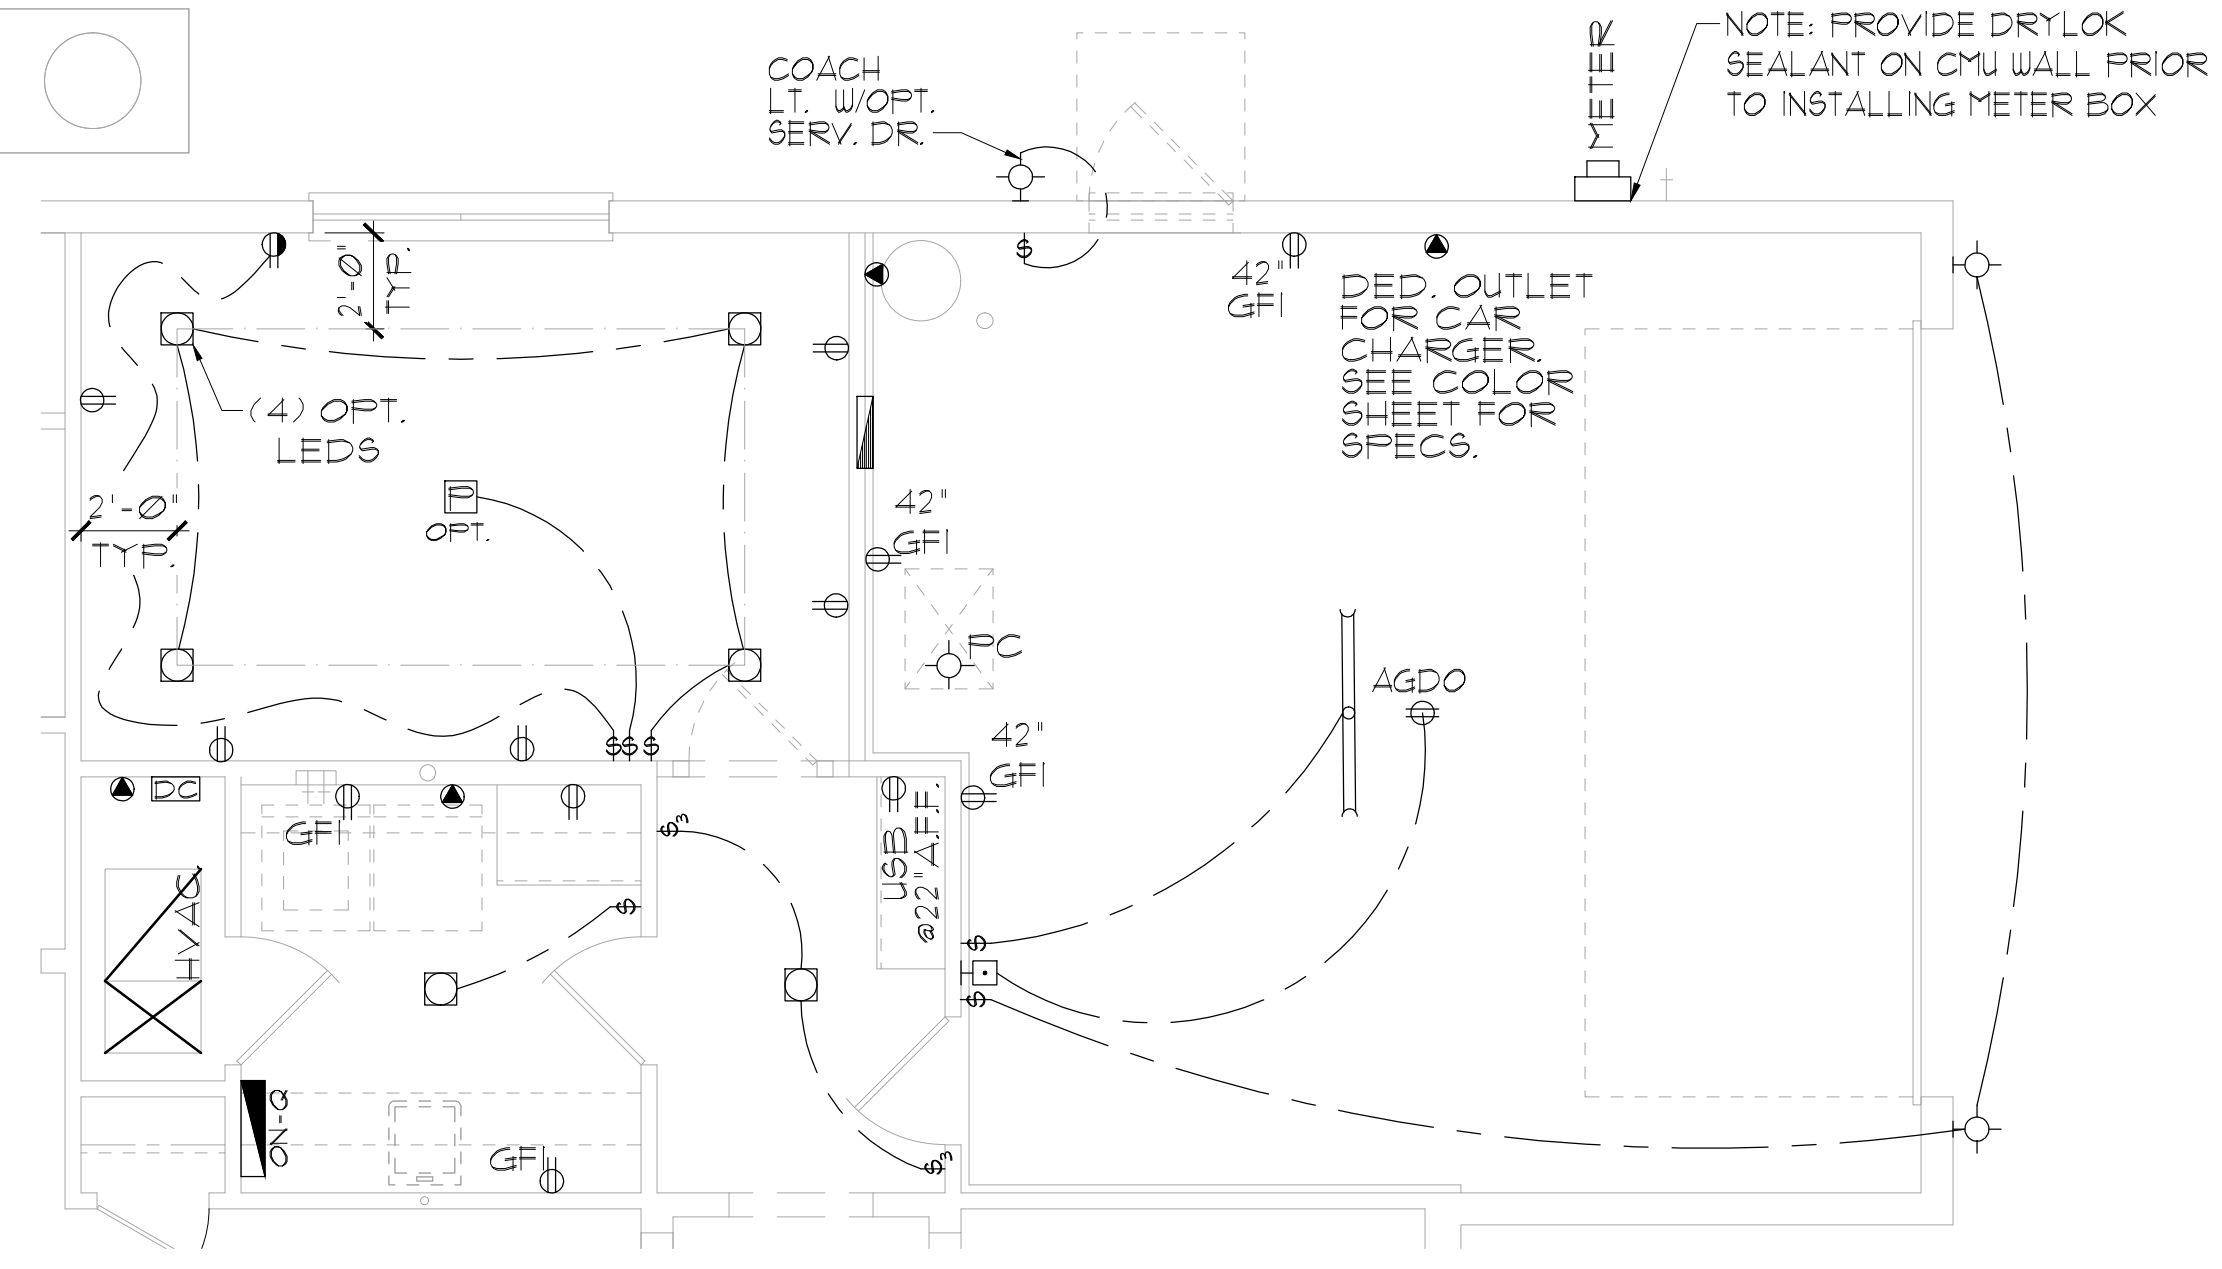 NOTE: PROVIDE DRYLOK
SEALANT ON CMU WALL PRIOR
TO INSTALLING METER BOX
METER
COACH
LT. W/OPT.
SERV. DR.
$
2'-0"
TYP.
42"
GFI
DED. OUTLET
FOR CAR
CHARGER.
SEE COLOR
SHEET FOR
SPECS.
(4) OPT.
LEDS
P
OPT.
2'-0"
TYP.
42"
GFI
PC
AGDO
$$ $
42"
GFI
DC
GFI
$3
USB
@22"A.F.F.
HVAC
$
$
$
ON-Q
GFI
$3